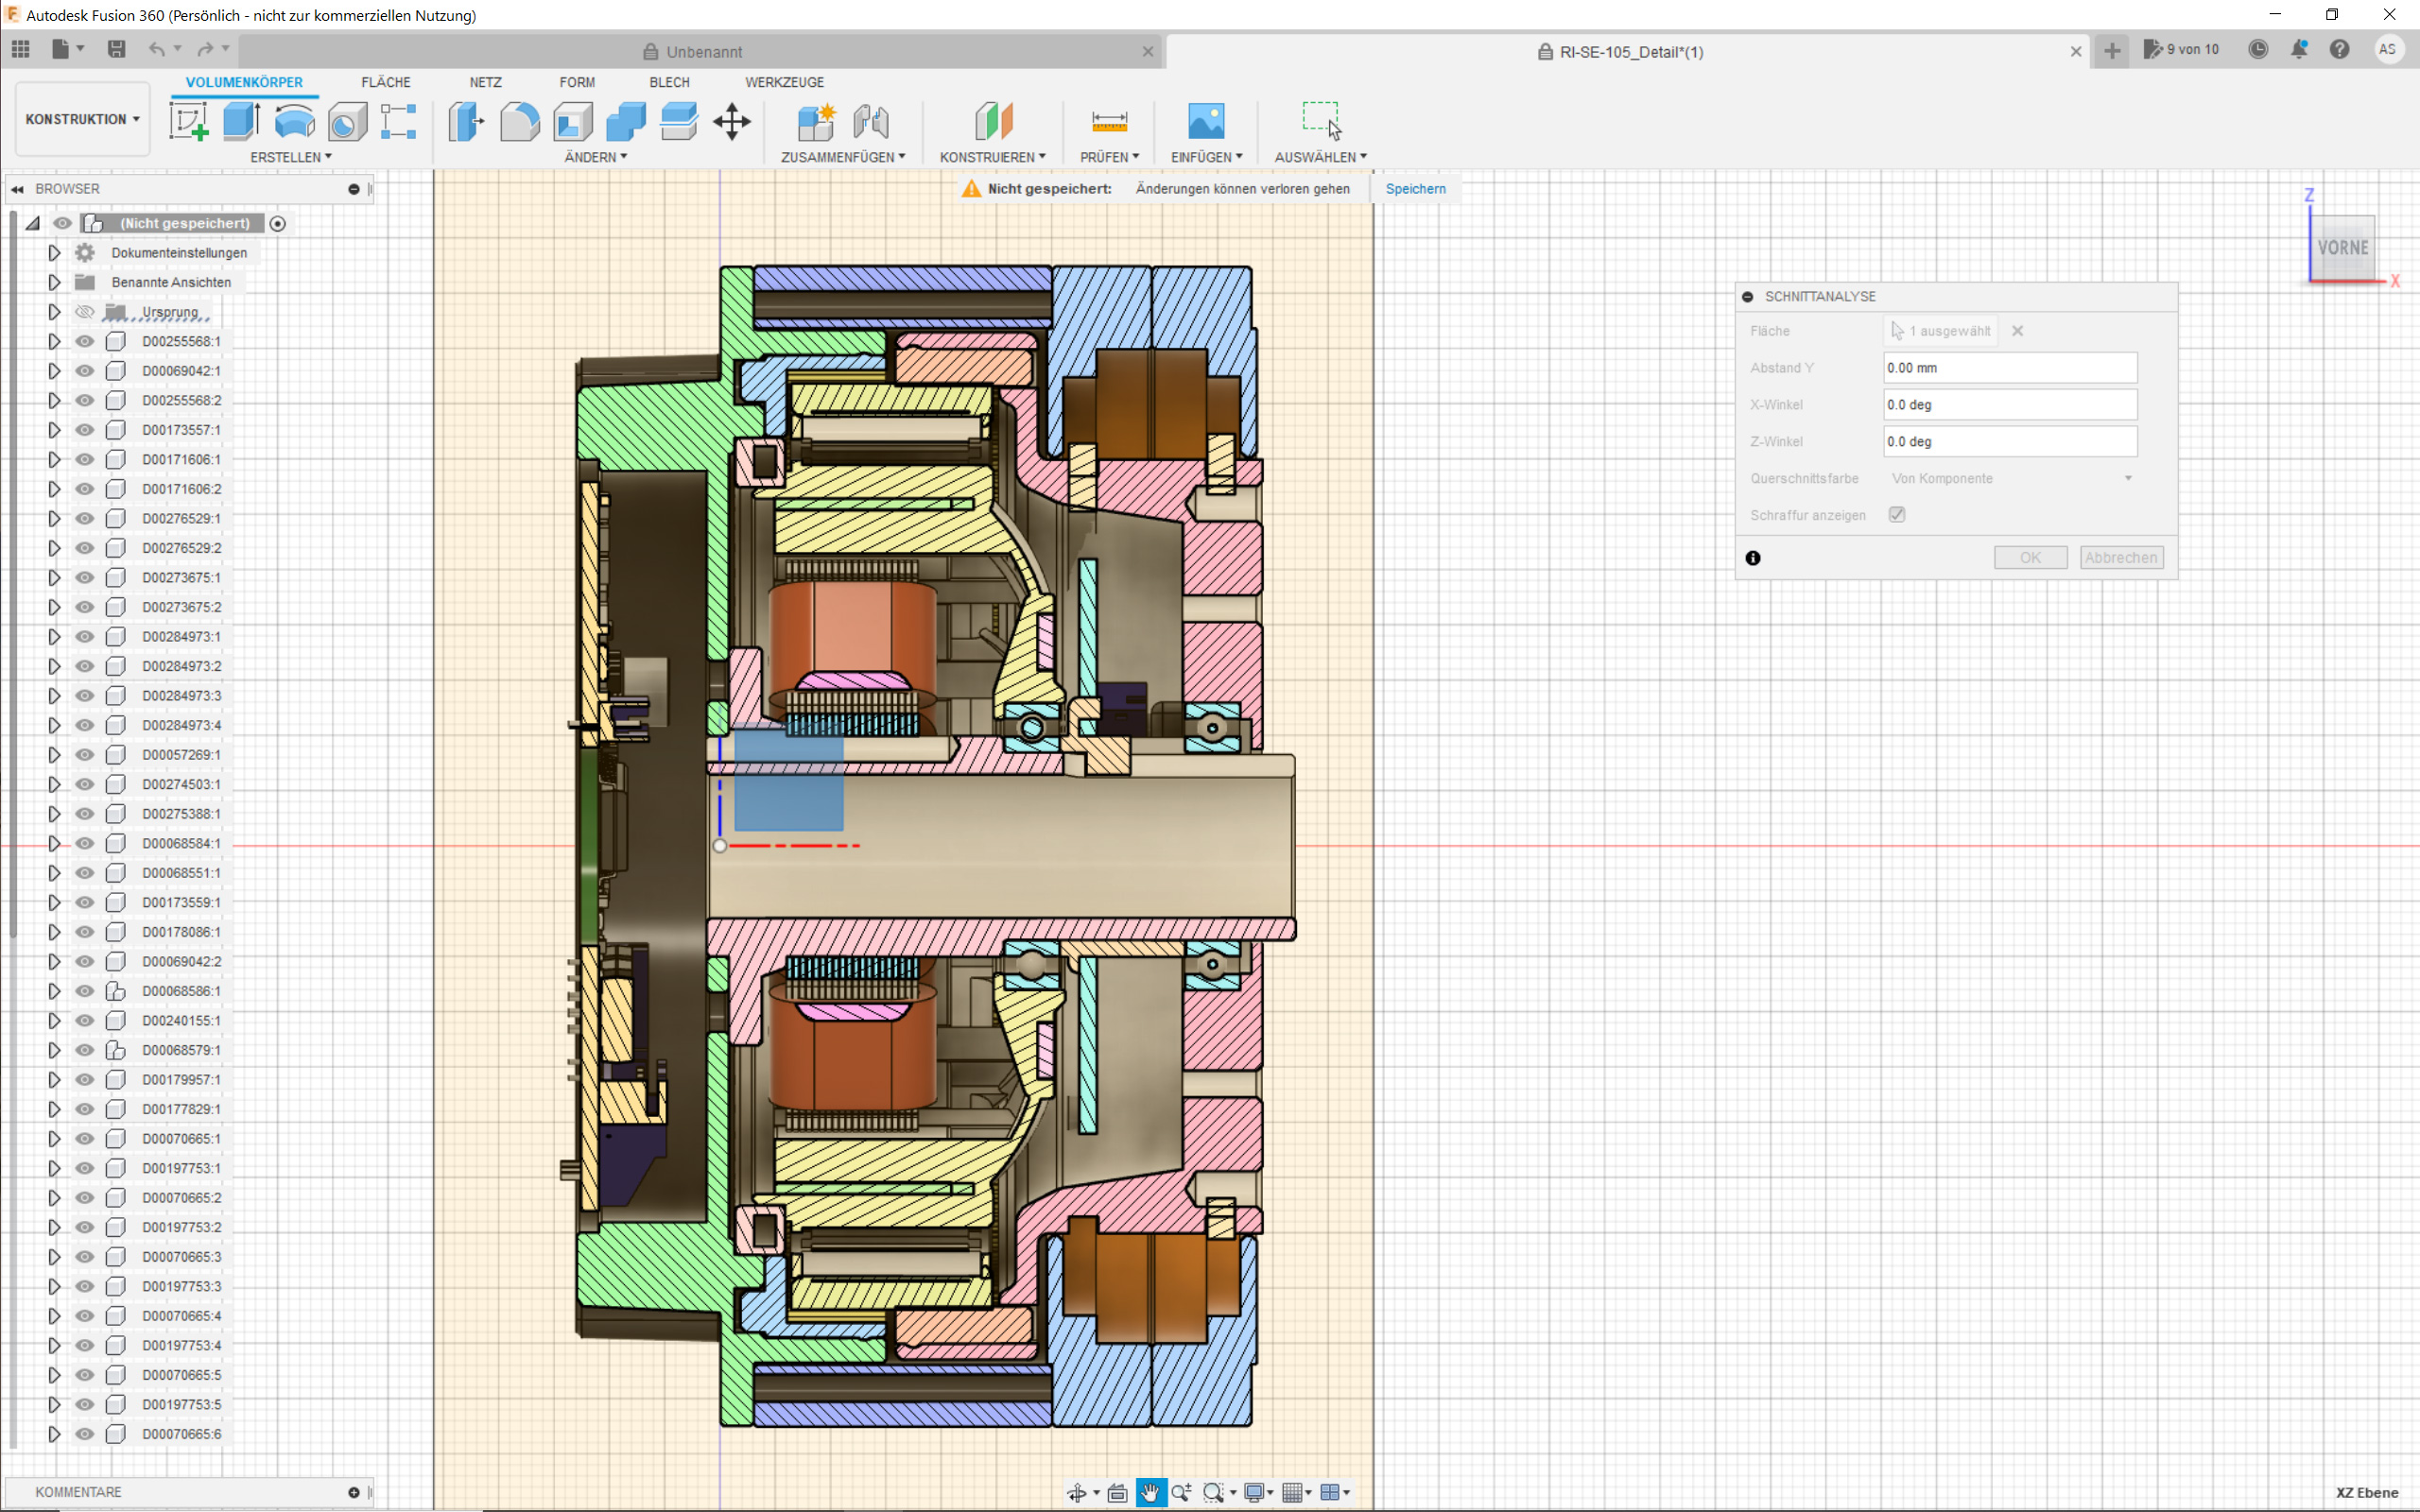 Autodesk Fusion 360 (Persönlich - nicht zur kommerziellen Nutzung)
Unbenannt
RI-SE-105_Detail*(1)
9 von 10
AS
KONSTRUKTION
VOLUMENKÖRPER
FLÄCHE
NETZ
FORM
BLECH
WERKZEUGE
ERSTELLEN
ÄNDERN
ZUSAMMENFÜGEN
KONSTRUIEREN
PRÜFEN
EINFÜGEN
AUSWÄHLEN
BROWSER
Nicht gespeichert: Änderungen können verloren gehen Speichern
(Nicht gespeichert)
Dokumenteinstellungen
Benannte Ansichten
Ursprung
D00255568:1
D00069042:1
D00255568:2
D00173557:1
D00171606:1
D00171606:2
D00276529:1
D00276529:2
D00273675:1
D00273675:2
D00284973:1
D00284973:2
D00284973:3
D00284973:4
D00057269:1
D00274503:1
D00275388:1
D00068584:1
D00068551:1
D00173559:1
D00178086:1
D00069042:2
D00068586:1
D00240155:1
D00068579:1
D00179957:1
D00177829:1
D00070665:1
D00197753:1
D00070665:2
D00197753:2
D00070665:3
D00197753:3
D00070665:4
D00197753:4
D00070665:5
D00197753:5
D00070665:6
KOMMENTARE
Z
VORNE
X
SCHNITTANALYSE
Fläche 1 ausgewählt
Abstand Y 0.00 mm
X-Winkel 0.0 deg
Z-Winkel 0.0 deg
Querschnittsfarbe Von Komponente
Schraffur anzeigen
OK Abbrechen
XZ Ebene